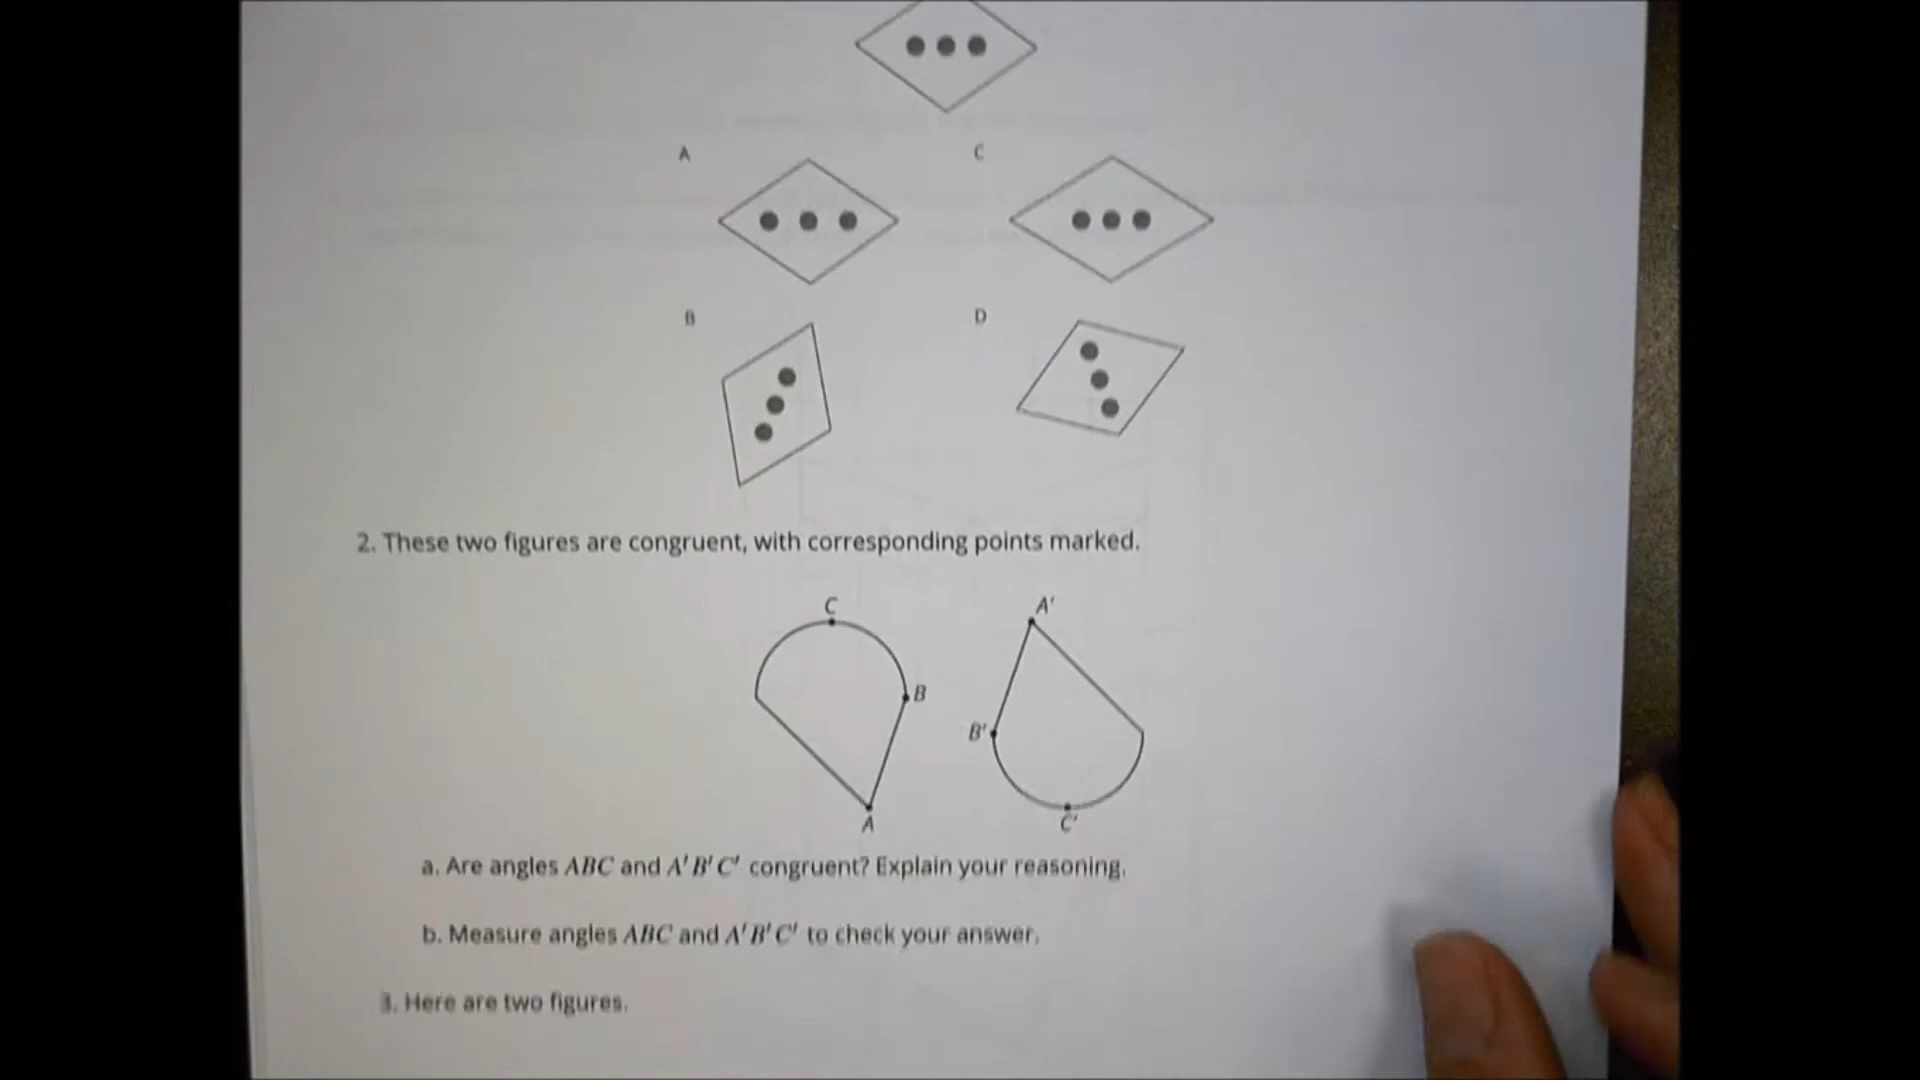 A
C
B
D
2. These two figures are congruent, with corresponding points marked.
C
A'
B
B'
A
C'
a. Are angles ABC and A'B'C' congruent? Explain your reasoning.
b. Measure angles ABC and A'B'C' to check your answer.
3. Here are two figures.